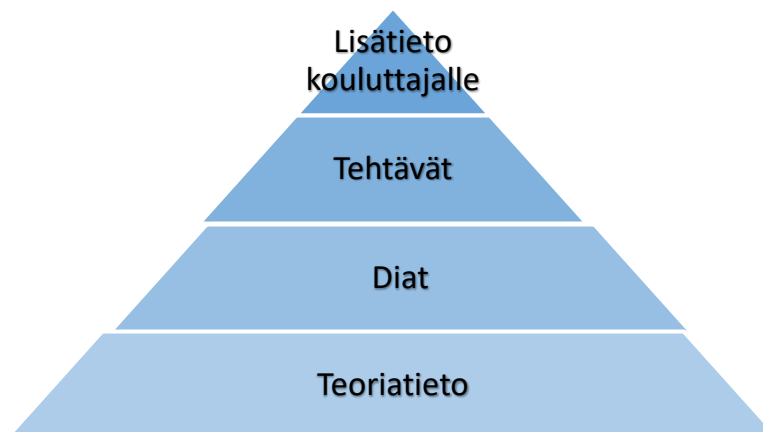 Lisätieto
kouluttajalle
Tehtävät
Diat
Teoriatieto